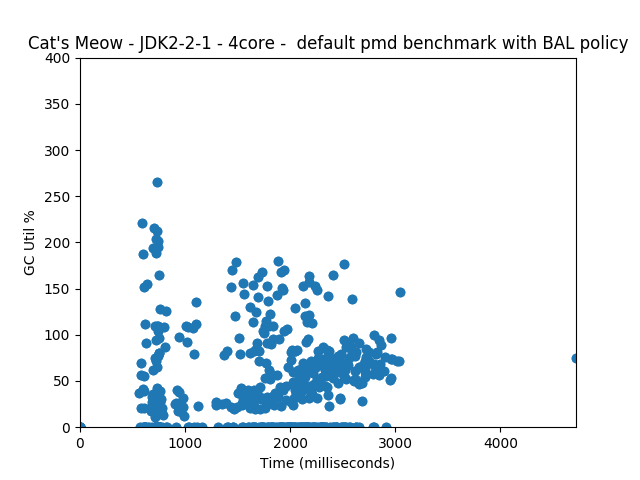 Cat's Meow - JDK2-2-1 - 4core -  default pmd benchmark with BAL policy
400
350
300
250
200
150
100
50
0
GC Util %
0 1000 2000 3000 4000
Time (milliseconds)